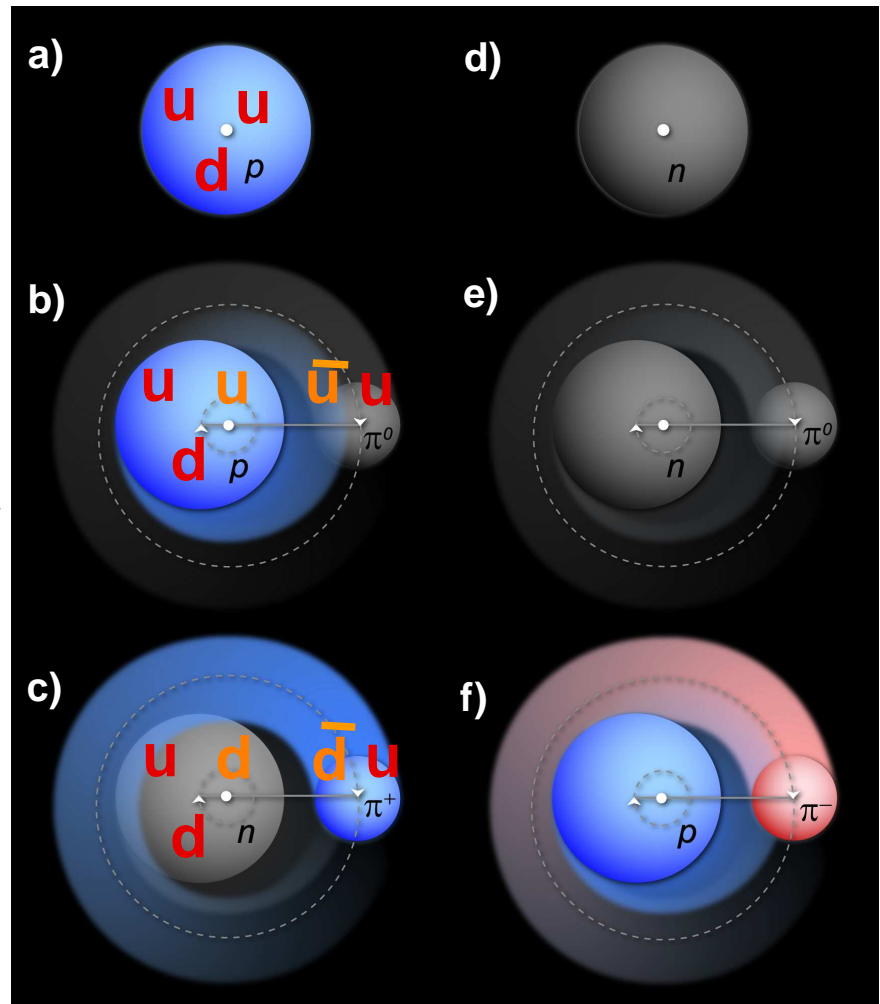 a)
u u
d p
d)
n
b)
u u ū u
d p π⁰
e)
n π⁰
c)
u d d̄ u
d n π⁺
f)
p π⁻